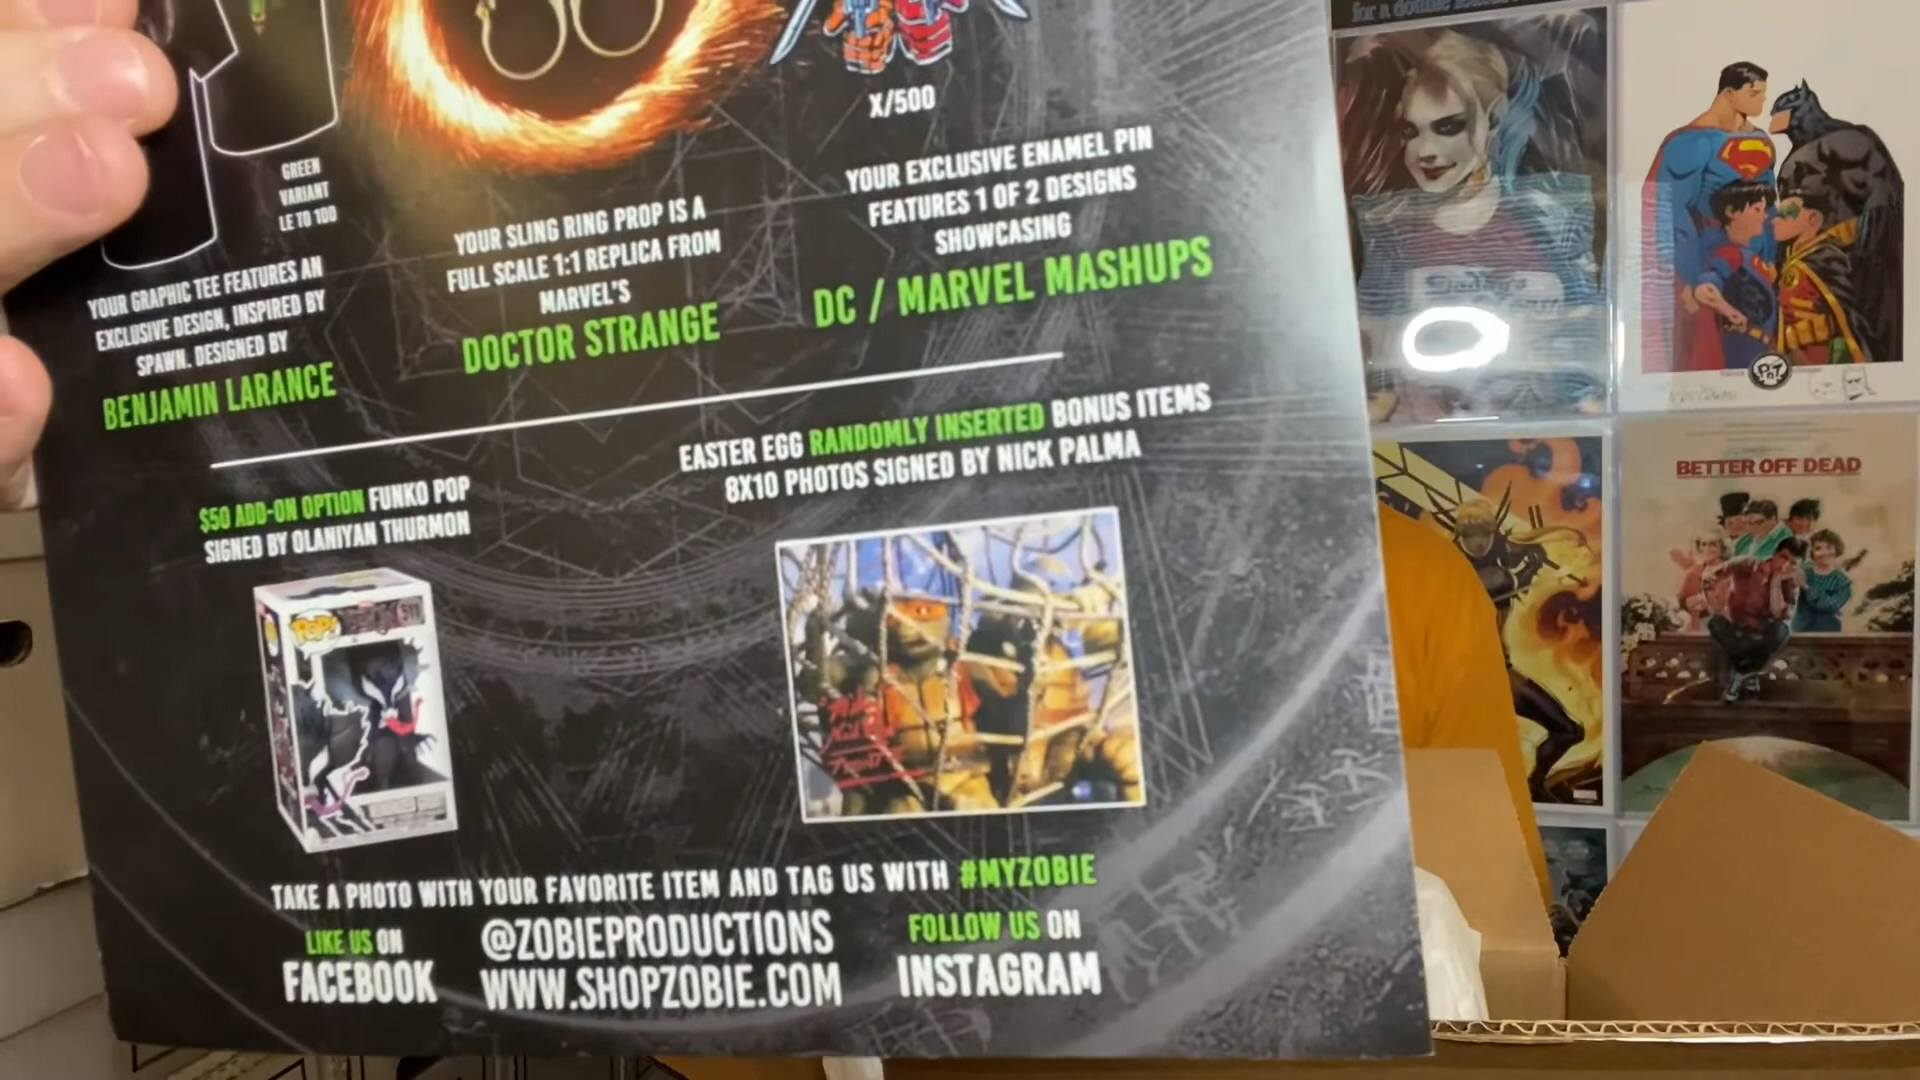 for a double
X/500
GREEN
VARIANT
LE TO 100
YOUR GRAPHIC TEE FEATURES AN
EXCLUSIVE DESIGN, INSPIRED BY
SPAWN. DESIGNED BY
BENJAMIN LARANCE
YOUR SLING RING PROP IS A
FULL SCALE 1:1 REPLICA FROM
MARVEL'S
DOCTOR STRANGE
YOUR EXCLUSIVE ENAMEL PIN
FEATURES 1 OF 2 DESIGNS
SHOWCASING
DC / MARVEL MASHUPS
$50 ADD-ON OPTION FUNKO POP
SIGNED BY OLANIYAN THURMON
POP!
EASTER EGG RANDOMLY INSERTED BONUS ITEMS
8X10 PHOTOS SIGNED BY NICK PALMA
TAKE A PHOTO WITH YOUR FAVORITE ITEM AND TAG US WITH #MYZOBIE
LIKE US ON
FACEBOOK
@ZOBIEPRODUCTIONS
WWW.SHOPZOBIE.COM
FOLLOW US ON
INSTAGRAM
BETTER OFF DEAD